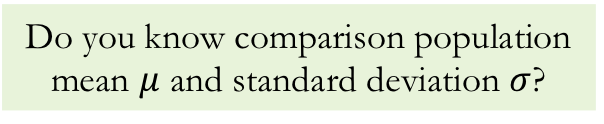 Do you know comparison population
mean μ and standard deviation σ?